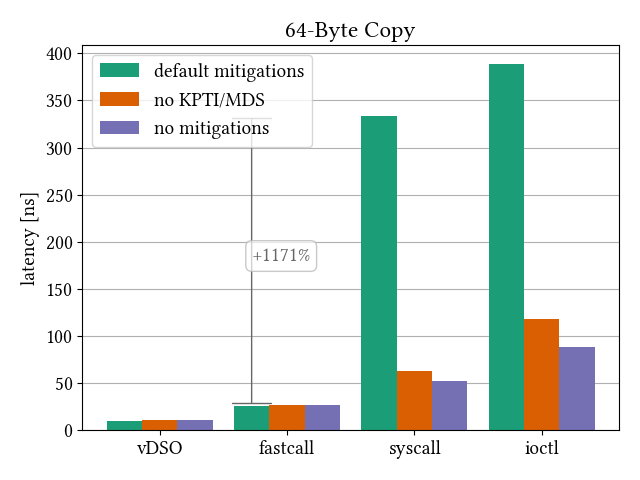 64-Byte Copy
400
350
300
250
200
150
100
50
0
latency [ns]
default mitigations
no KPTI/MDS
no mitigations
+1171%
vDSO
fastcall
syscall
ioctl